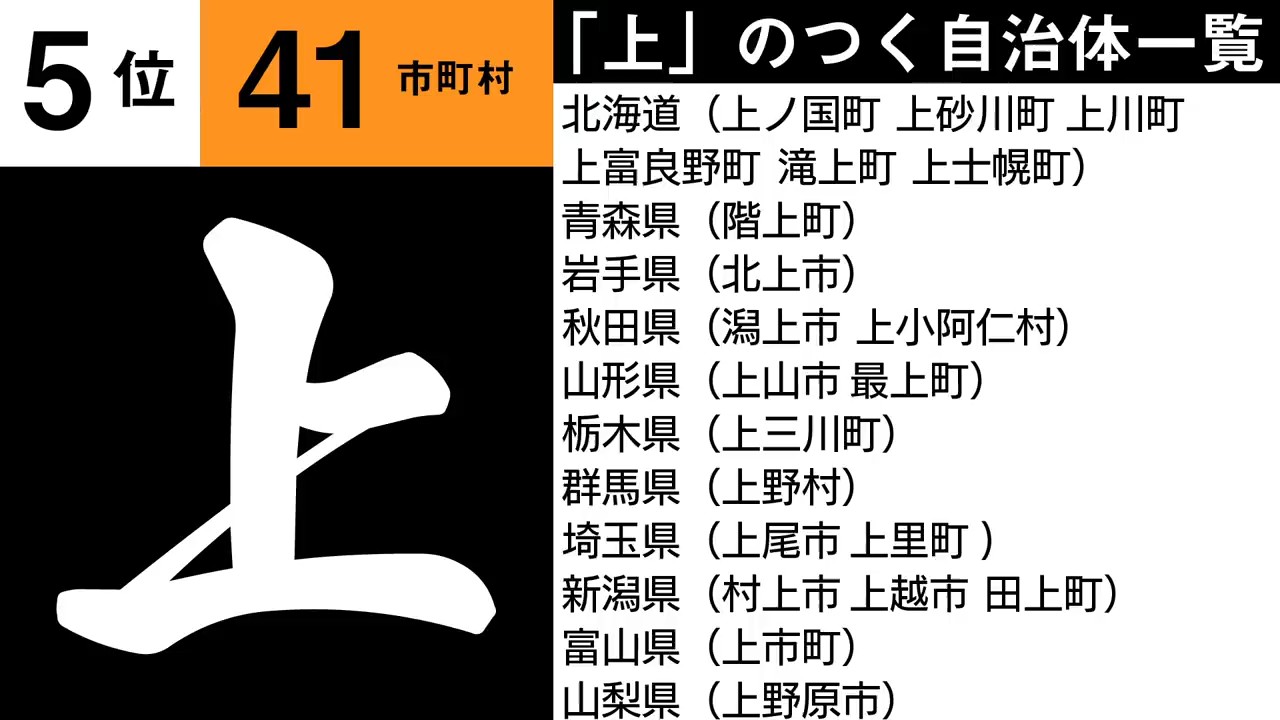 5位
41市町村
上
「上」のつく自治体一覧
北海道（上ノ国町 上砂川町 上川町
上富良野町 滝上町 上士幌町）
青森県（階上町）
岩手県（北上市）
秋田県（潟上市 上小阿仁村）
山形県（上山市 最上町）
栃木県（上三川町）
群馬県（上野村）
埼玉県（上尾市 上里町 ）
新潟県（村上市 上越市 田上町）
富山県（上市町）
山梨県（上野原市）